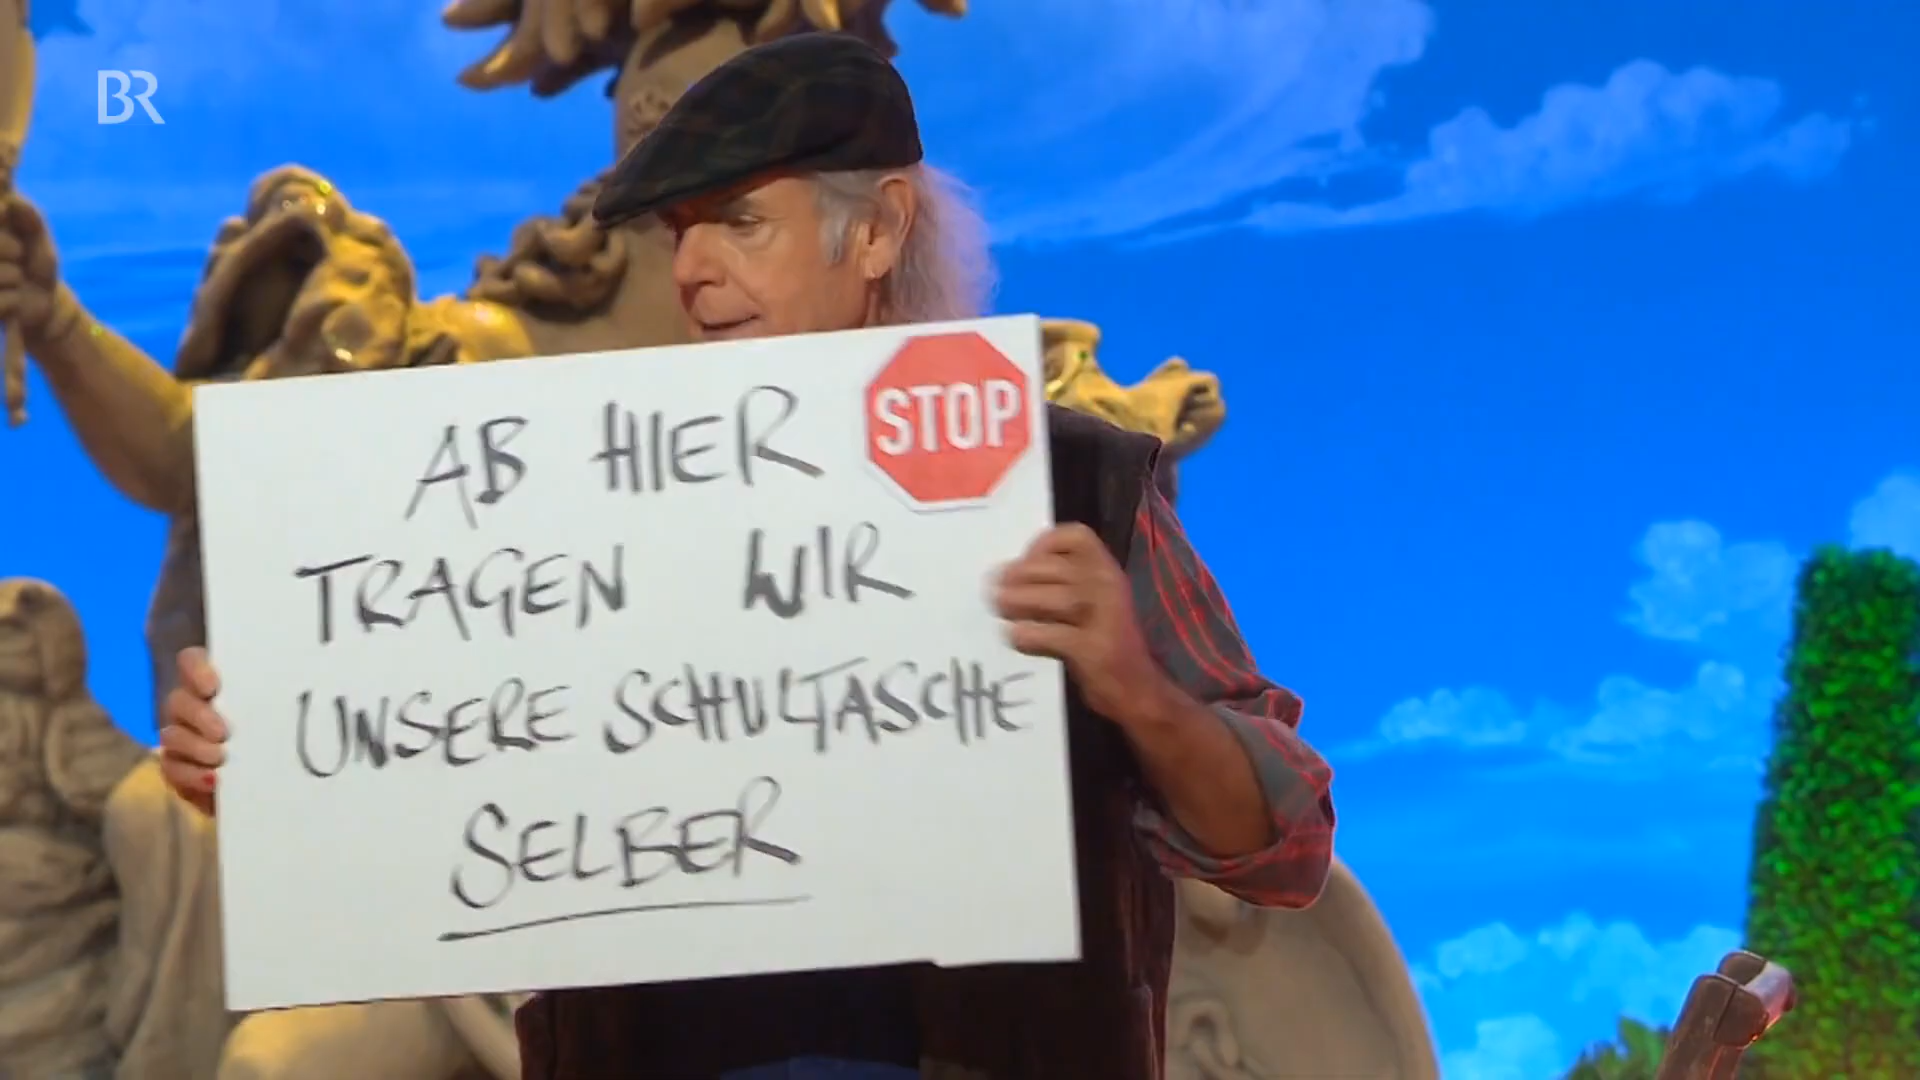 BR
AB HIER
STOP
TRAGEN WIR
UNSERE SCHULTASCHE
SELBER